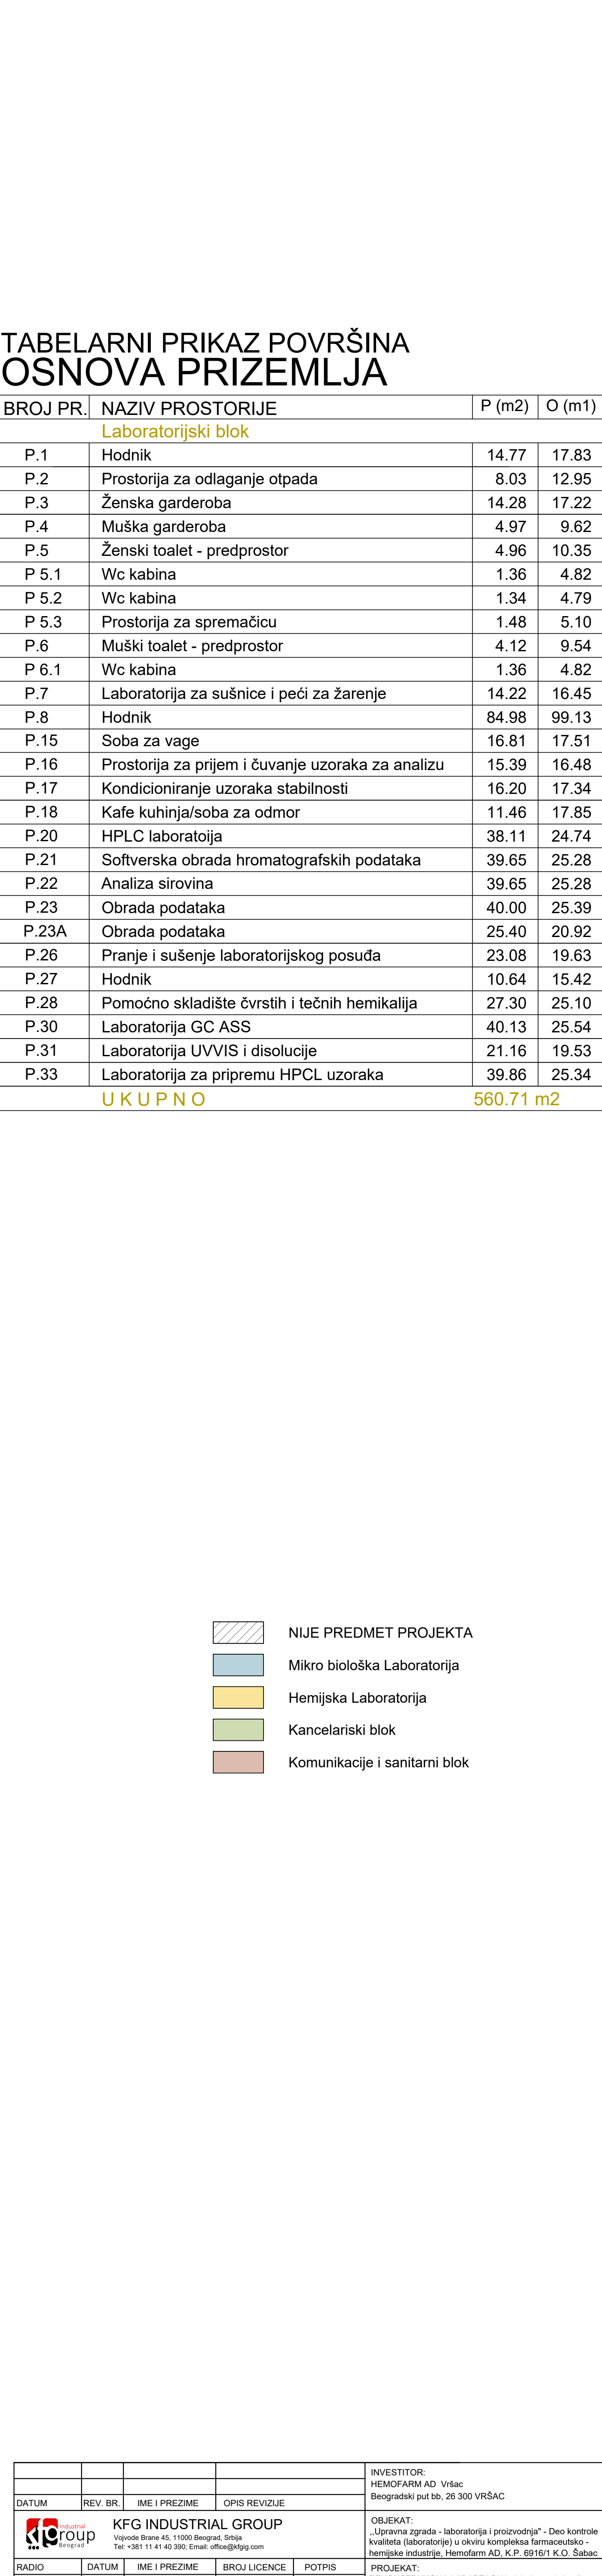 TABELARNI PRIKAZ POVRŠINA
OSNOVA PRIZEMLJA
BROJ PR. NAZIV PROSTORIJE P (m2) O (m1)
Laboratorijski blok
P.1 Hodnik 14.77 17.83
P.2 Prostorija za odlaganje otpada 8.03 12.95
P.3 Ženska garderoba 14.28 17.22
P.4 Muška garderoba 4.97 9.62
P.5 Ženski toalet - predprostor 4.96 10.35
P 5.1 Wc kabina 1.36 4.82
P 5.2 Wc kabina 1.34 4.79
P 5.3 Prostorija za spremačicu 1.48 5.10
P.6 Muški toalet - predprostor 4.12 9.54
P 6.1 Wc kabina 1.36 4.82
P.7 Laboratorija za sušnice i peći za žarenje 14.22 16.45
P.8 Hodnik 84.98 99.13
P.15 Soba za vage 16.81 17.51
P.16 Prostorija za prijem i čuvanje uzoraka za analizu 15.39 16.48
P.17 Kondicioniranje uzoraka stabilnosti 16.20 17.34
P.18 Kafe kuhinja/soba za odmor 11.46 17.85
P.20 HPLC laboratoija 38.11 24.74
P.21 Softverska obrada hromatografskih podataka 39.65 25.28
P.22 Analiza sirovina 39.65 25.28
P.23 Obrada podataka 40.00 25.39
P.23A Obrada podataka 25.40 20.92
P.26 Pranje i sušenje laboratorijskog posuđa 23.08 19.63
P.27 Hodnik 10.64 15.42
P.28 Pomoćno skladište čvrstih i tečnih hemikalija 27.30 25.10
P.30 Laboratorija GC ASS 40.13 25.54
P.31 Laboratorija UVVIS i disolucije 21.16 19.53
P.33 Laboratorija za pripremu HPCL uzoraka 39.86 25.34
U K U P N O 560.71 m2
NIJE PREDMET PROJEKTA
Mikro biološka Laboratorija
Hemijska Laboratorija
Kancelariski blok
Komunikacije i sanitarni blok
INVESTITOR:
HEMOFARM AD Vršac
Beogradski put bb, 26 300 VRŠAC
DATUM REV. BR. IME I PREZIME OPIS REVIZIJE
kfgroup industrial Beograd
KFG INDUSTRIAL GROUP
Vojvode Brane 45, 11000 Beograd, Srbija
Tel: +381 11 41 40 390; Email: office@kfgig.com
OBJEKAT:
,,Upravna zgrada - laboratorija i proizvodnja" - Deo kontrole
kvaliteta (laboratorije) u okviru kompleksa farmaceutsko -
hemijske industrije, Hemofarm AD, K.P. 6916/1 K.O. Šabac
RADIO DATUM IME I PREZIME BROJ LICENCE POTPIS
PROJEKAT: